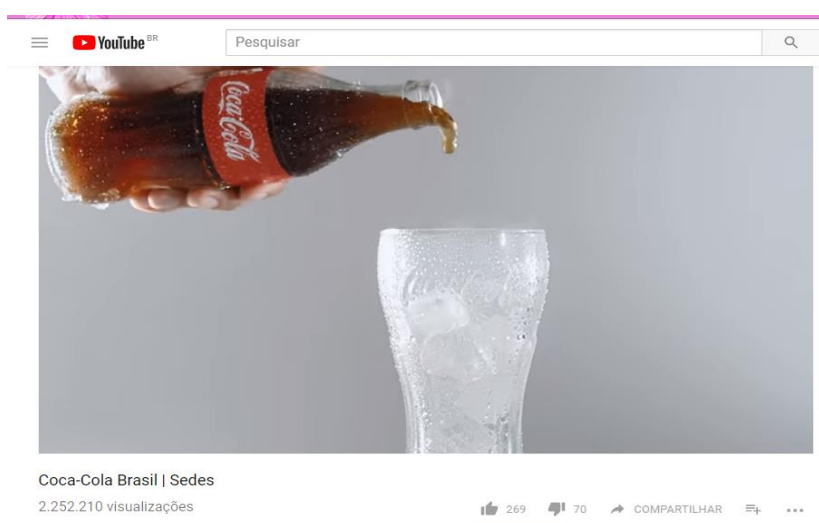 YouTube BR
Pesquisar
Coca-Cola
Coca-Cola Brasil | Sedes
2.252.210 visualizações
269 70 COMPARTILHAR